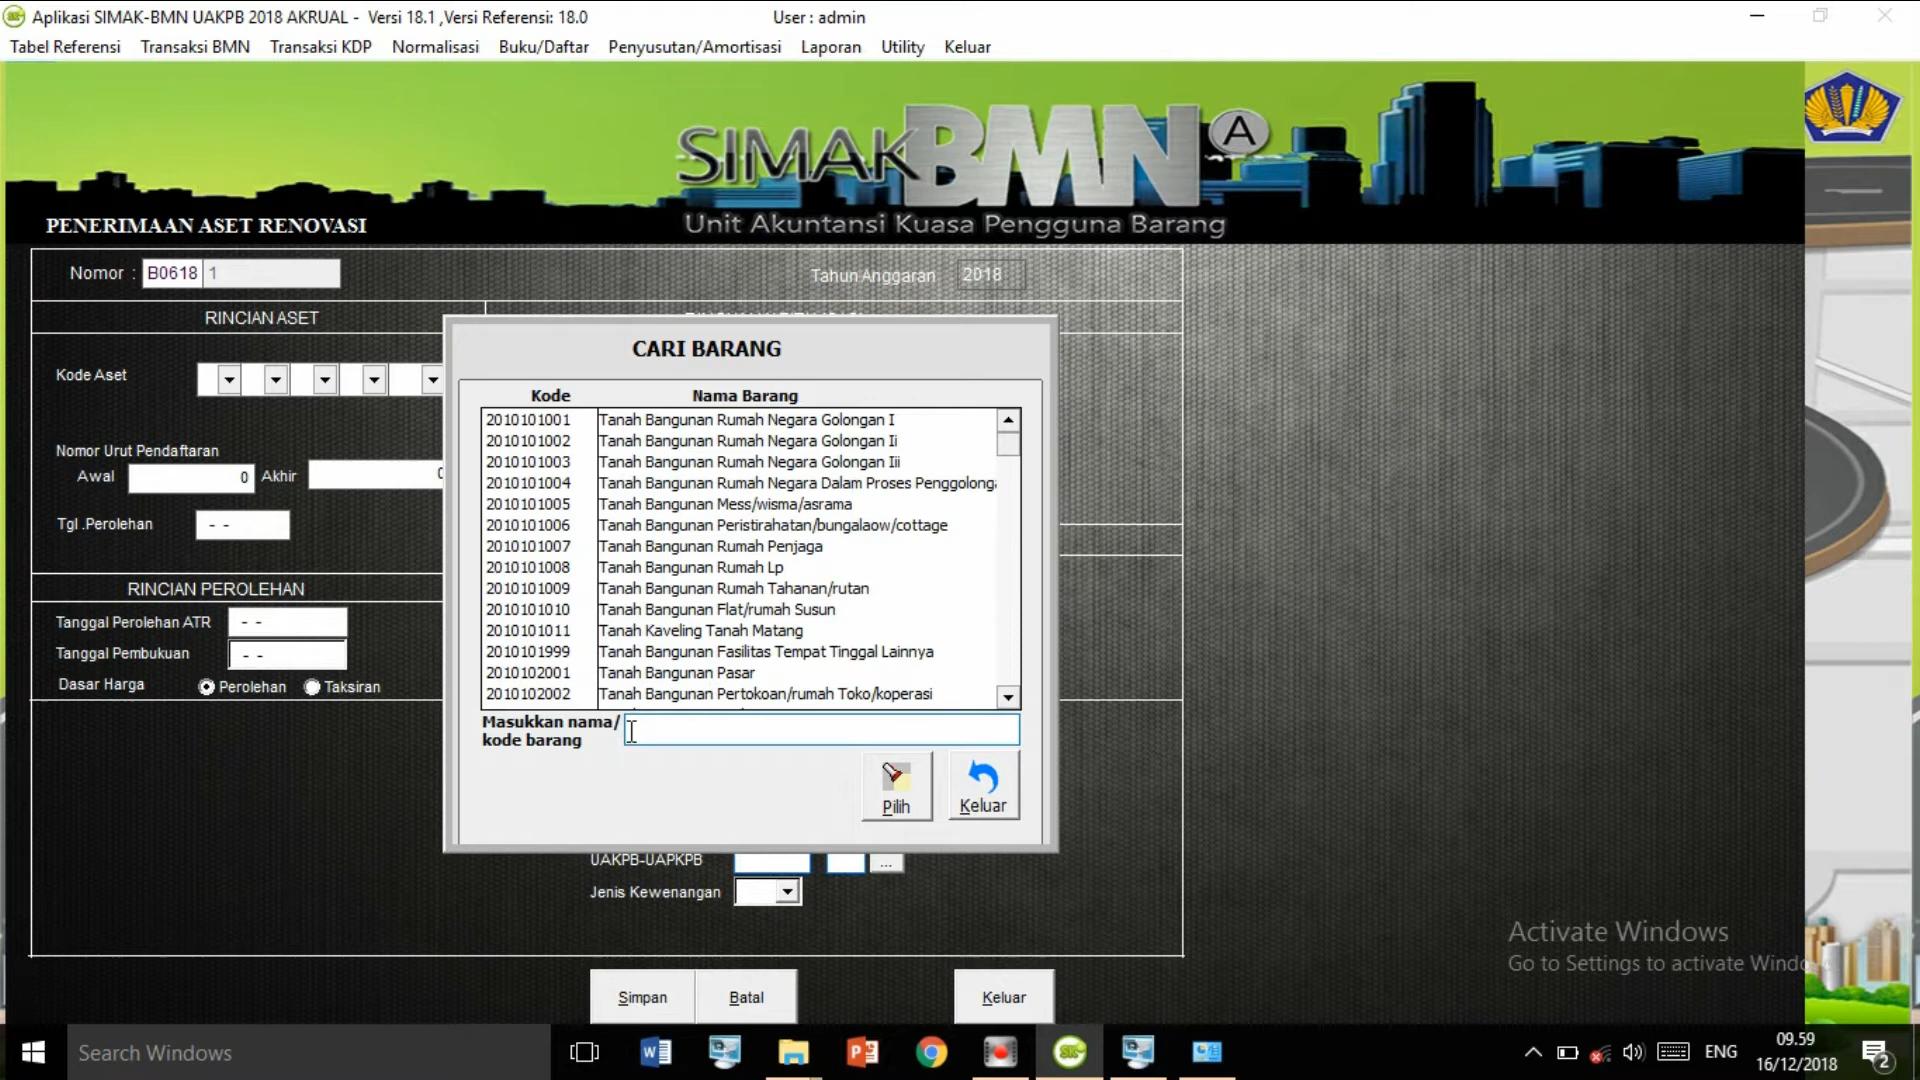 Aplikasi SIMAK-BMN UAKPB 2018 AKRUAL - Versi 18.1 ,Versi Referensi: 18.0 User : admin
Tabel Referensi Transaksi BMN Transaksi KDP Normalisasi Buku/Daftar Penyusutan/Amortisasi Laporan Utility Keluar
SIMAK BMN A
Unit Akuntansi Kuasa Pengguna Barang
PENERIMAAN ASET RENOVASI
Nomor : B0618 1
Tahun Anggaran 2018
RINCIAN ASET
Kode Aset
Nomor Urut Pendaftaran
Awal 0 Akhir 0
Tgl .Perolehan - -
RINCIAN PEROLEHAN
Tanggal Perolehan ATR - -
Tanggal Pembukuan - -
Dasar Harga Perolehan Taksiran
CARI BARANG
Kode Nama Barang
2010101001 Tanah Bangunan Rumah Negara Golongan I
2010101002 Tanah Bangunan Rumah Negara Golongan Ii
2010101003 Tanah Bangunan Rumah Negara Golongan Iii
2010101004 Tanah Bangunan Rumah Negara Dalam Proses Penggolonga
2010101005 Tanah Bangunan Mess/wisma/asrama
2010101006 Tanah Bangunan Peristirahatan/bungalaow/cottage
2010101007 Tanah Bangunan Rumah Penjaga
2010101008 Tanah Bangunan Rumah Lp
2010101009 Tanah Bangunan Rumah Tahanan/rutan
2010101010 Tanah Bangunan Flat/rumah Susun
2010101011 Tanah Kaveling Tanah Matang
2010101999 Tanah Bangunan Fasilitas Tempat Tinggal Lainnya
2010102001 Tanah Bangunan Pasar
2010102002 Tanah Bangunan Pertokoan/rumah Toko/koperasi
Masukkan nama/
kode barang
Pilih Keluar
UAKPB-UAPKPB ...
Jenis Kewenangan
Simpan Batal Keluar
Activate Windows
Go to Settings to activate Windo
Search Windows
ENG
09.59
16/12/2018
2